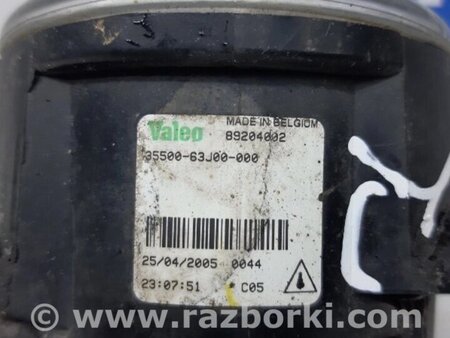 Valeo MADE IN BELGIUM
89204002
35500-63J00-000
25/04/2005 0044
23:07:51 * C05
www.razborki.com